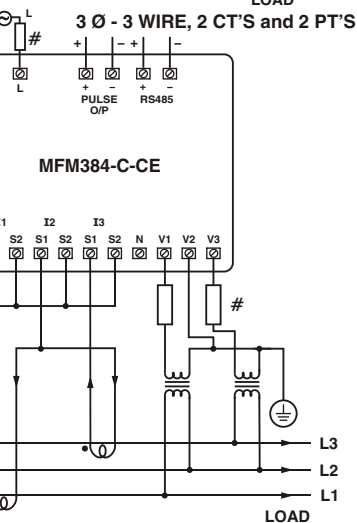 LOAD
L
3 Ø - 3 WIRE, 2 CT'S and 2 PT'S
#
+ – + –
L
+ – + –
PULSE O/P
RS485
MFM384-C-CE
I2 I3
S2 S1 S2 S1 S2 N V1 V2 V3
#
L3
L2
L1
LOAD